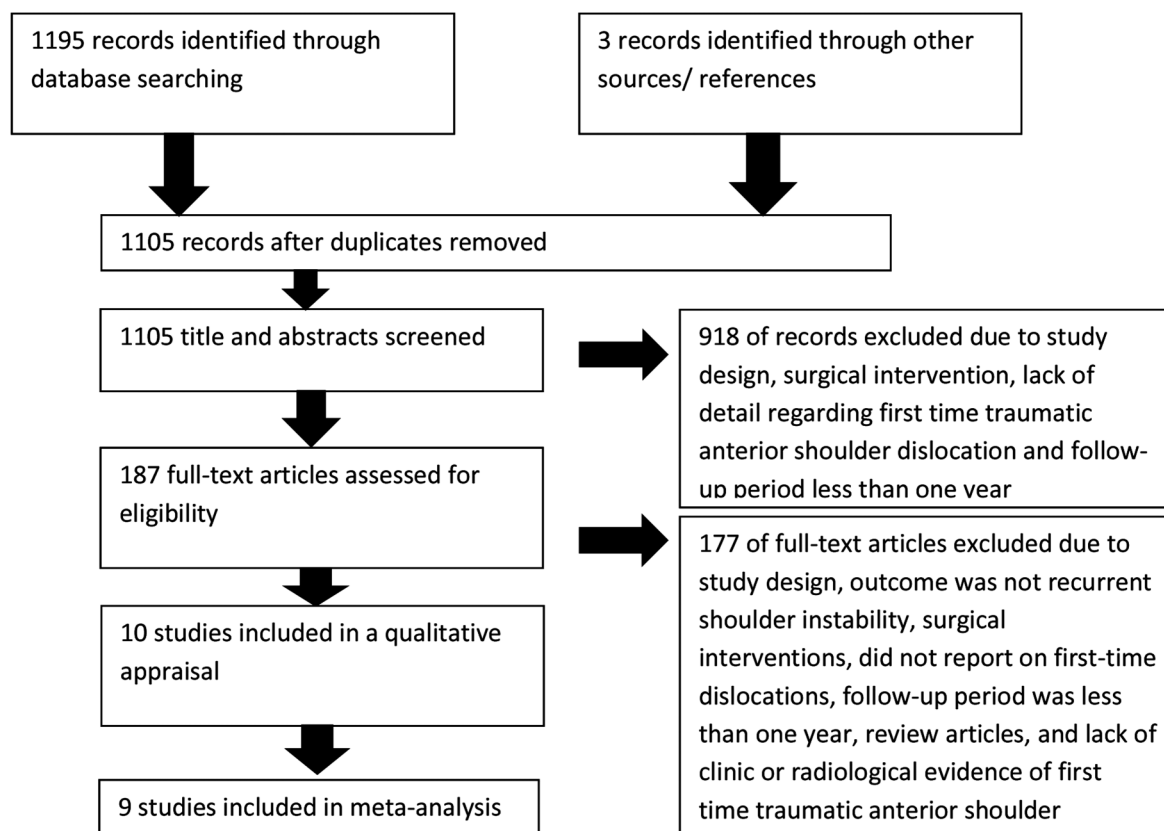 1195 records identified through
database searching
3 records identified through other
sources/ references
1105 records after duplicates removed
1105 title and abstracts screened
918 of records excluded due to study
design, surgical intervention, lack of
detail regarding first time traumatic
anterior shoulder dislocation and follow-
up period less than one year
187 full-text articles assessed for
eligibility
177 of full-text articles excluded due to
study design, outcome was not recurrent
shoulder instability, surgical
interventions, did not report on first-time
dislocations, follow-up period was less
than one year, review articles, and lack of
clinic or radiological evidence of first
time traumatic anterior shoulder
10 studies included in a qualitative
appraisal
9 studies included in meta-analysis